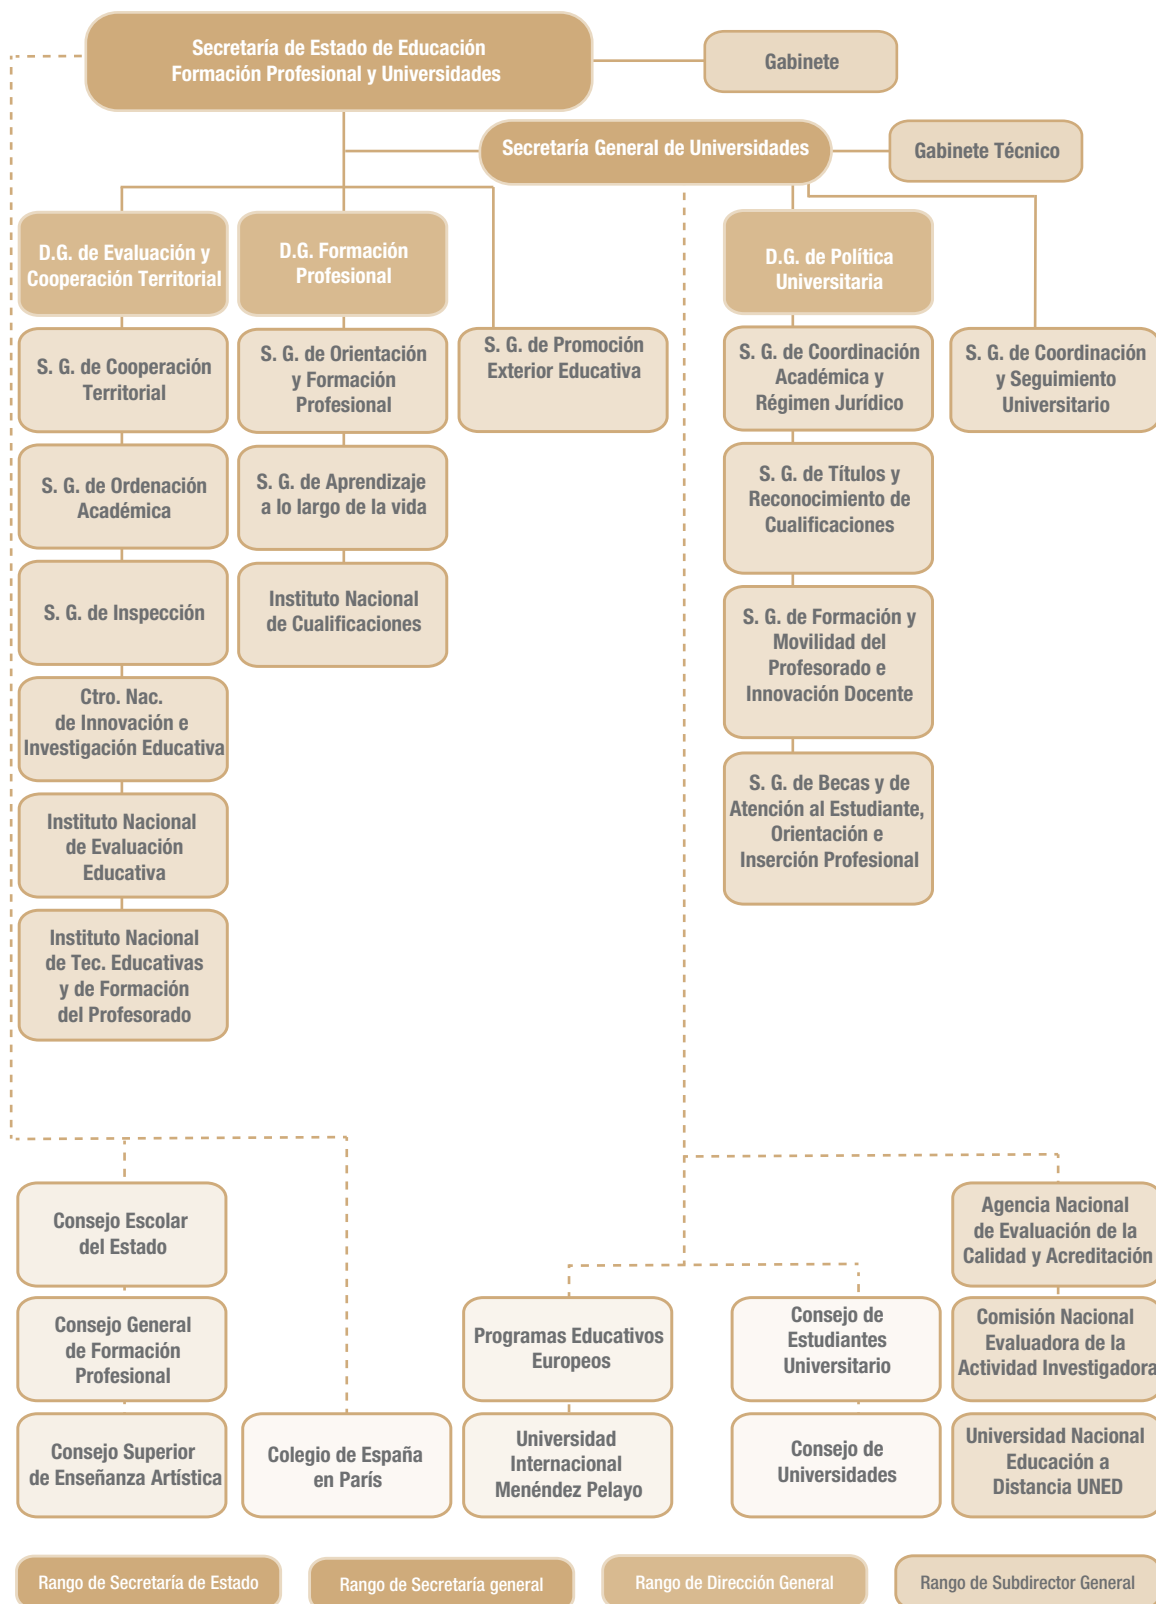 Secretaría de Estado de Educación
Formación Profesional y Universidades
Gabinete
Secretaría General de Universidades
Gabinete Técnico
D.G. de Evaluación y
Cooperación Territorial
D.G. Formación
Profesional
D.G. de Política
Universitaria
S. G. de Cooperación
Territorial
S. G. de Orientación
y Formación
Profesional
S. G. de Promoción
Exterior Educativa
S. G. de Coordinación
Académica y
Régimen Jurídico
S. G. de Coordinación
y Seguimiento
Universitario
S. G. de Ordenación
Académica
S. G. de Aprendizaje
a lo largo de la vida
S. G. de Títulos y
Reconocimiento de
Cualificaciones
S. G. de Inspección
Instituto Nacional
de Cualificaciones
S. G. de Formación y
Movilidad del
Profesorado e
Innovación Docente
Ctro. Nac.
de Innovación e
Investigación Educativa
S. G. de Becas y de
Atención al Estudiante,
Orientación e
Inserción Profesional
Instituto Nacional
de Evaluación
Educativa
Instituto Nacional
de Tec. Educativas
y de Formación
del Profesorado
Consejo Escolar
del Estado
Agencia Nacional
de Evaluación de la
Calidad y Acreditación
Consejo General
de Formación
Profesional
Programas Educativos
Europeos
Consejo de
Estudiantes
Universitario
Comisión Nacional
Evaluadora de la
Actividad Investigadora
Consejo Superior
de Enseñanza Artística
Colegio de España
en París
Universidad
Internacional
Menéndez Pelayo
Consejo de
Universidades
Universidad Nacional
Educación a
Distancia UNED
Rango de Secretaría de Estado
Rango de Secretaría general
Rango de Dirección General
Rango de Subdirector General